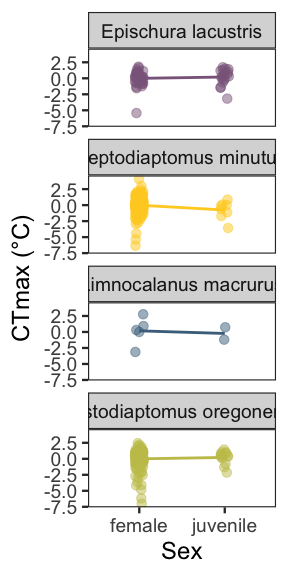 Epischura lacustris
2.5
0.0
-2.5
-5.0
-7.5
eptodiaptomus minutu
2.5
0.0
-2.5
-5.0
-7.5
imnocalanus macrurus
2.5
0.0
-2.5
-5.0
-7.5
stodiaptomus oregonen
2.5
0.0
-2.5
-5.0
-7.5
CTmax (°C)
female juvenile
Sex